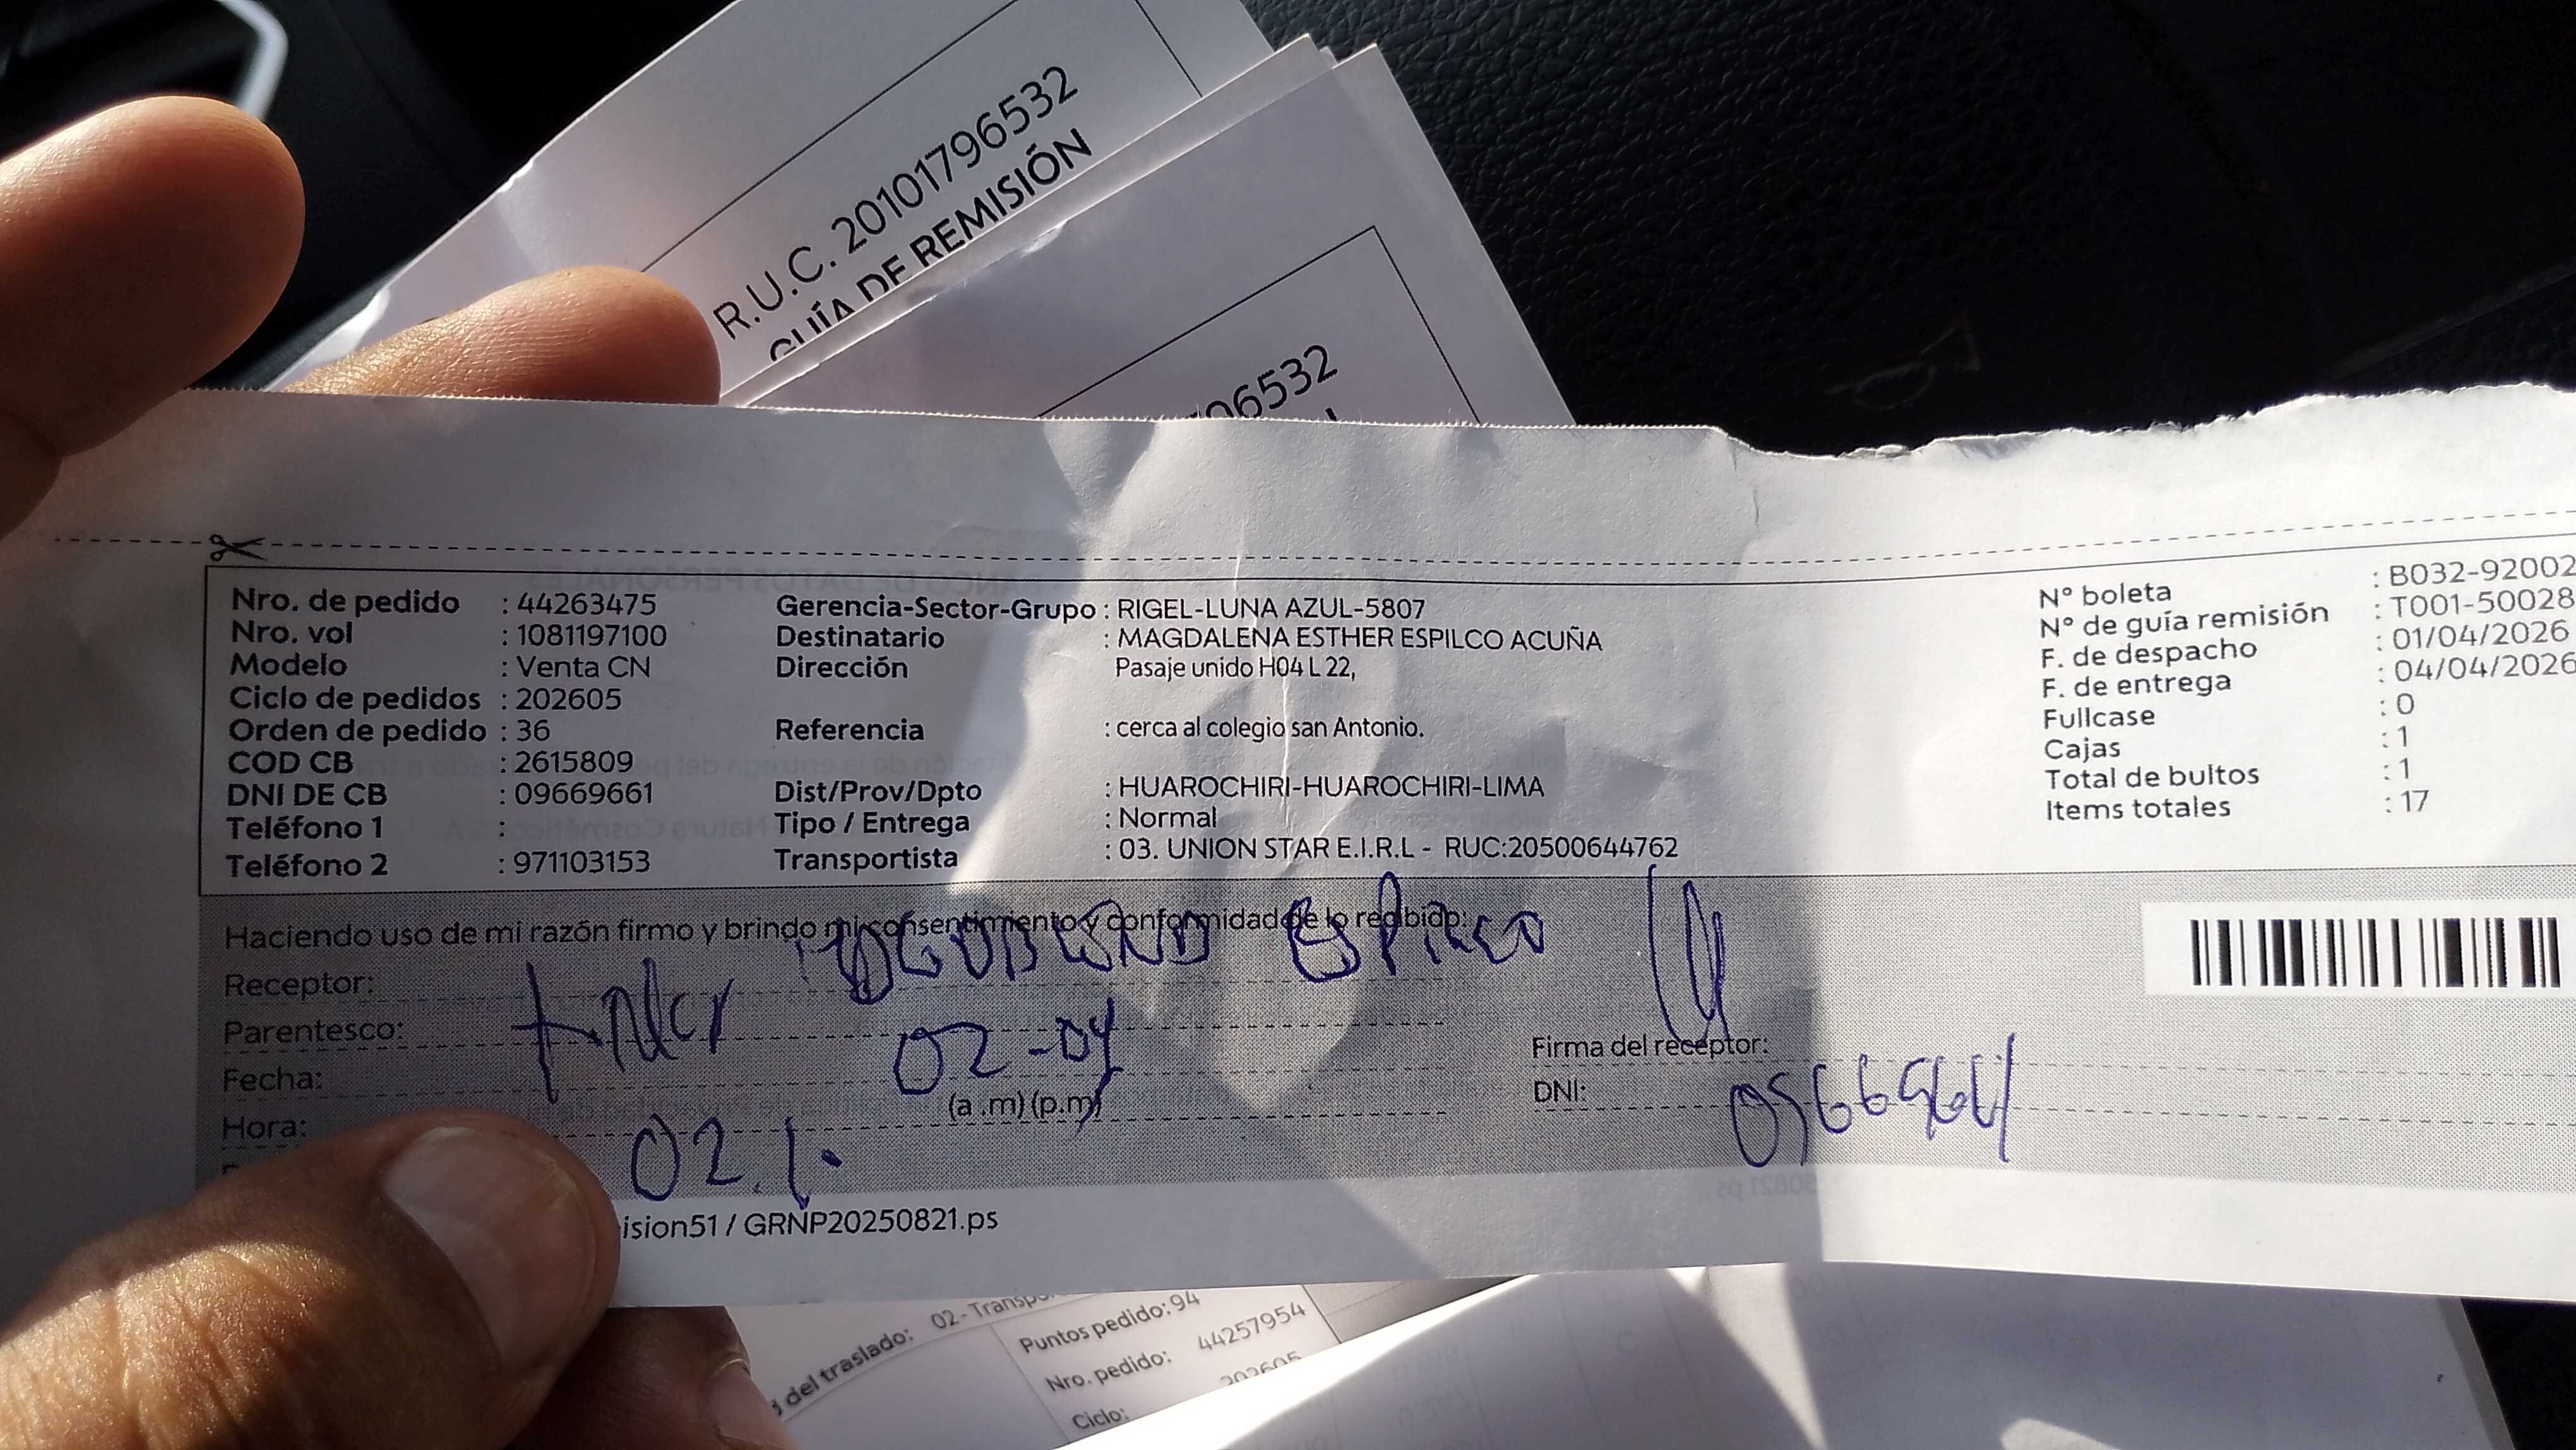 R.U.C. 20101796532
GUÍA DE REMISIÓN
06532
Nro. de pedido : 44263475
Nro. vol : 1081197100
Modelo : Venta CN
Ciclo de pedidos : 202605
Orden de pedido : 36
COD CB : 2615809
DNI DE CB : 09669661
Teléfono 1 :
Teléfono 2 : 971103153
Gerencia-Sector-Grupo : RIGEL-LUNA AZUL-5807
Destinatario : MAGDALENA ESTHER ESPILCO ACUÑA
Dirección Pasaje unido H04 L 22,
Referencia : cerca al colegio san Antonio.
Dist/Prov/Dpto : HUAROCHIRI-HUAROCHIRI-LIMA
Tipo / Entrega : Normal
Transportista : 03. UNION STAR E.I.R.L - RUC:20500644762
N° boleta : B032-92002
N° de guía remisión : T001-50028
F. de despacho : 01/04/2026
F. de entrega : 04/04/2026
Fullcase : 0
Cajas : 1
Total de bultos : 1
Items totales : 17
Haciendo uso de mi razón firmo y brindo mi consentimiento y conformidad de lo recibido:
Receptor: Espilco
Parentesco:
Fecha: 02-04
Hora: (a .m) (p.m)
02
Firma del receptor:
DNI:
ision51 / GRNP20250821.ps
del traslado: 02-Transpo
Puntos pedido: 94
Nro. pedido: 44257954
Ciclo: 202605